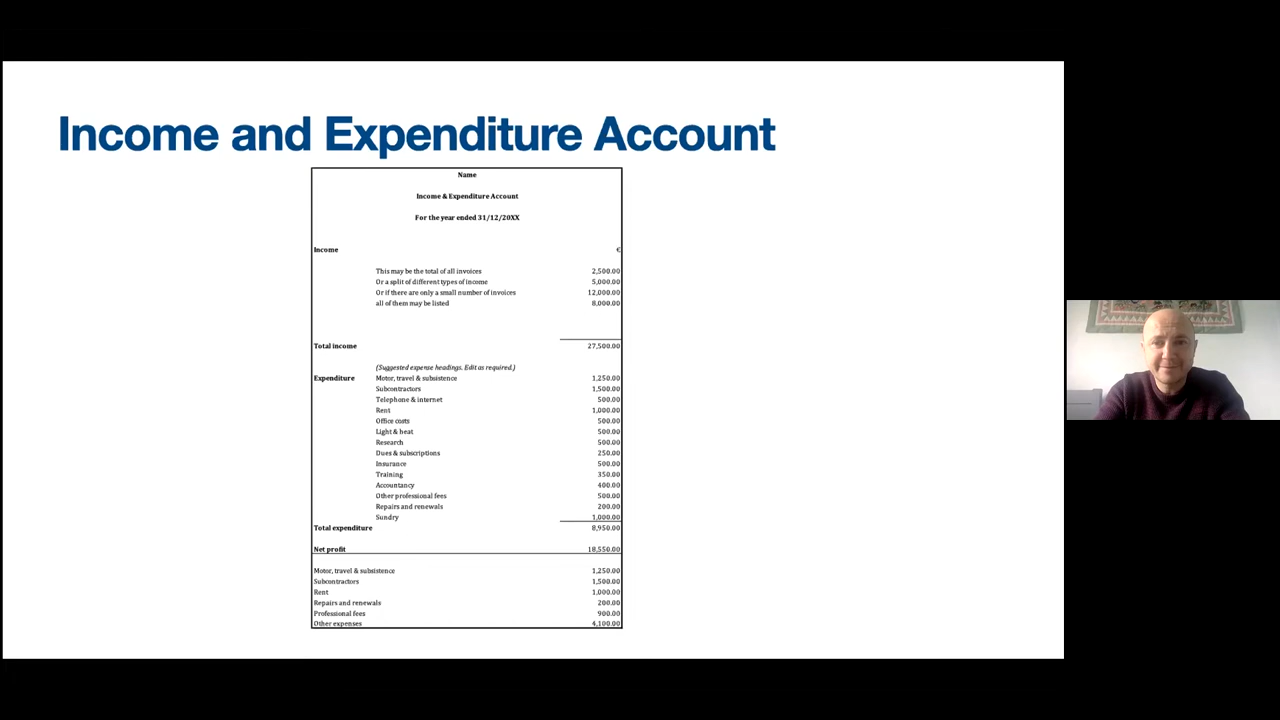 Income and Expenditure Account
Name
Income & Expenditure Account
For the year ended 31/12/20XX
Income €
This may be the total of all invoices 2,500.00
Or a split of different types of income 5,000.00
Or if there are only a small number of invoices 12,000.00
all of them may be listed 8,000.00
Total income 27,500.00
(Suggested expense headings. Edit as required.)
Expenditure Motor, travel & subsistence 1,250.00
Subcontractors 1,500.00
Telephone & internet 500.00
Rent 1,000.00
Office costs 500.00
Light & heat 500.00
Research 500.00
Dues & subscriptions 250.00
Insurance 500.00
Training 350.00
Accountancy 400.00
Other professional fees 500.00
Repairs and renewals 200.00
Sundry 1,000.00
Total expenditure 8,950.00
Net profit 18,550.00
Motor, travel & subsistence 1,250.00
Subcontractors 1,500.00
Rent 1,000.00
Repairs and renewals 200.00
Professional fees 900.00
Other expenses 4,100.00